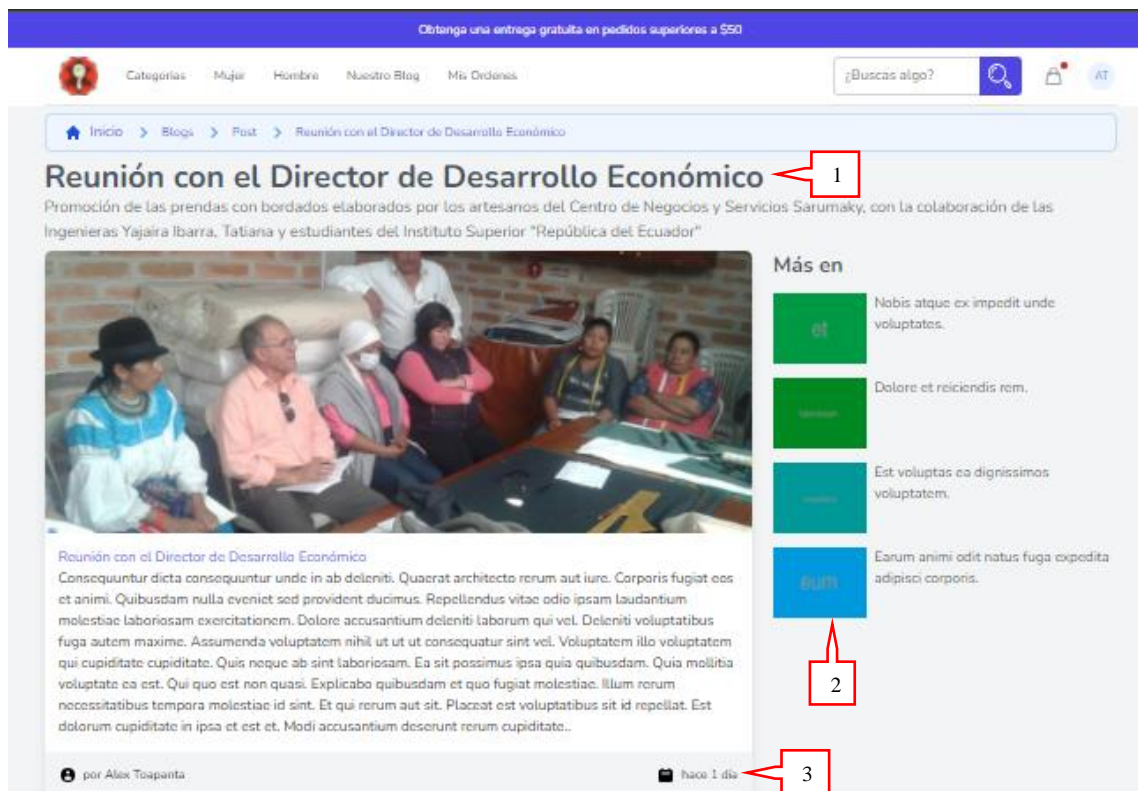 Obtenga una entrega gratuita en pedidos superiores a $50
Categorías Mujer Hombre Nuestro Blog Mis Ordenes
¿Buscas algo?
AT
Inicio > Blogs > Post > Reunión con el Director de Desarrollo Económico
Reunión con el Director de Desarrollo Económico
1
Promoción de las prendas con bordados elaborados por los artesanos del Centro de Negocios y Servicios Sarumaky, con la colaboración de las
Ingenieras Yajaira Ibarra, Tatiana y estudiantes del Instituto Superior "República del Ecuador"
Más en
et
Nobis atque ex impedit unde
voluptates.
Dolore et reiciendis rem.
Est voluptas ea dignissimos
voluptatem.
eum
Earum animi odit natus fuga expedita
adipisci corporis.
2
Reunión con el Director de Desarrollo Económico
Consequuntur dicta consequuntur unde in ab deleniti. Quaerat architecto rerum aut iure. Corporis fugiat eos
et animi. Quibusdam nulla eveniet sed provident ducimus. Repellendus vitae odio ipsam laudantium
molestiae laboriosam exercitationem. Dolore accusantium deleniti laborum qui vel. Deleniti voluptatibus
fuga autem maxime. Assumenda voluptatem nihil ut ut ut consequatur sint vel. Voluptatem illo voluptatem
qui cupiditate cupiditate. Quis neque ab sint laboriosam. Ea sit possimus ipsa quia quibusdam. Quia mollitia
voluptate ea est. Qui quo est non quasi. Explicabo quibusdam et quo fugiat molestiae. Illum rerum
necessitatibus tempora molestiae id sint. Et qui rerum aut sit. Placeat est voluptatibus sit id repellat. Est
dolorum cupiditate in ipsa et est et. Modi accusantium deserunt rerum cupiditate..
por Alex Toapanta
hace 1 día
3